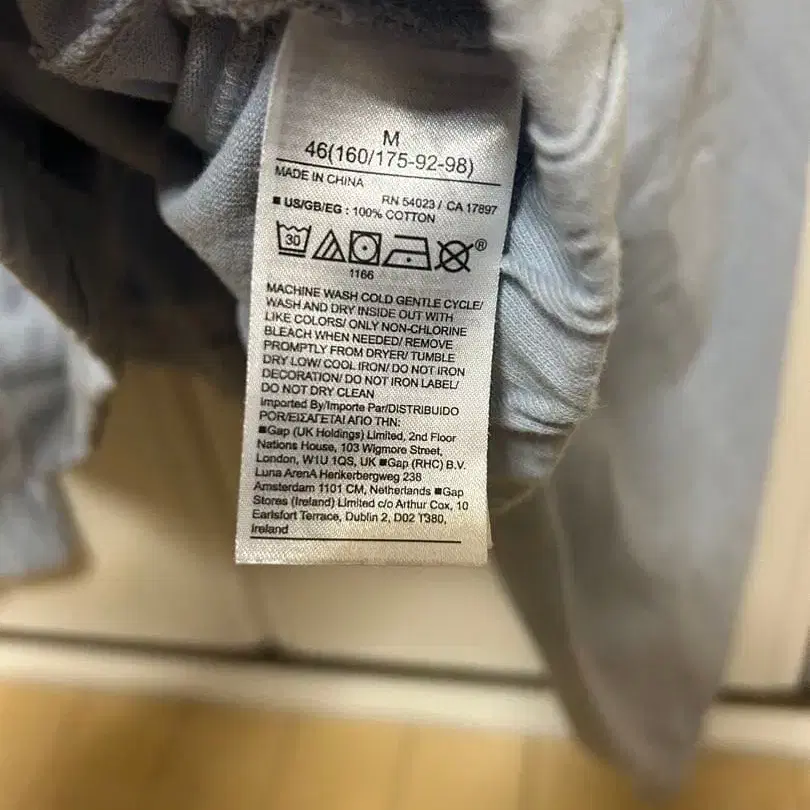 M
46(160/175-92-98)
MADE IN CHINA
RN 54023 / CA 17897
■ US/GB/EG : 100% COTTON
30 ®
1166
MACHINE WASH COLD GENTLE CYCLE/
WASH AND DRY INSIDE OUT WITH
LIKE COLORS/ ONLY NON-CHLORINE
BLEACH WHEN NEEDED/ REMOVE
PROMPTLY FROM DRYER/ TUMBLE
DRY LOW/ COOL IRON/ DO NOT IRON
DECORATION/ DO NOT IRON LABEL/
DO NOT DRY CLEAN
Imported By/Importe Par/DISTRIBUIDO
POR/ΕΙΣΑΓΕΤΑΙ ΑΠΟ ΤΗΝ:
■Gap (UK Holdings) Limited, 2nd Floor
Nations House, 103 Wigmore Street,
London, W1U 1QS, UK ■Gap (RHC) B.V.
Luna ArenA Herikerbergweg 238
Amsterdam 1101 CM, Netherlands ■Gap
Stores (Ireland) Limited c/o Arthur Cox, 10
Earlsfort Terrace, Dublin 2, D02 T380,
Ireland